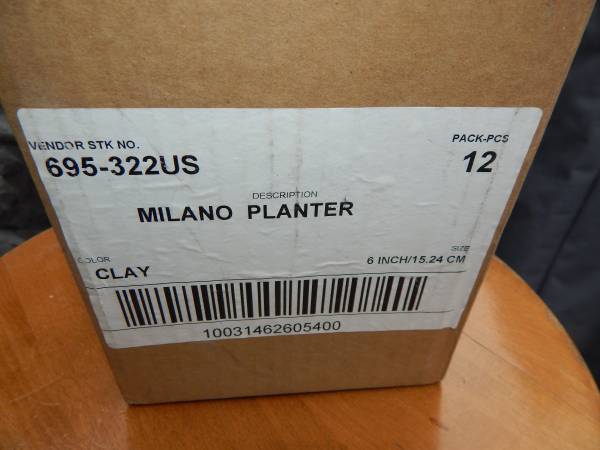 VENDOR STK NO.
PACK-PCS
695-322US
12
DESCRIPTION
MILANO PLANTER
COLOR
SIZE
CLAY
6 INCH/15.24 CM
10031462605400